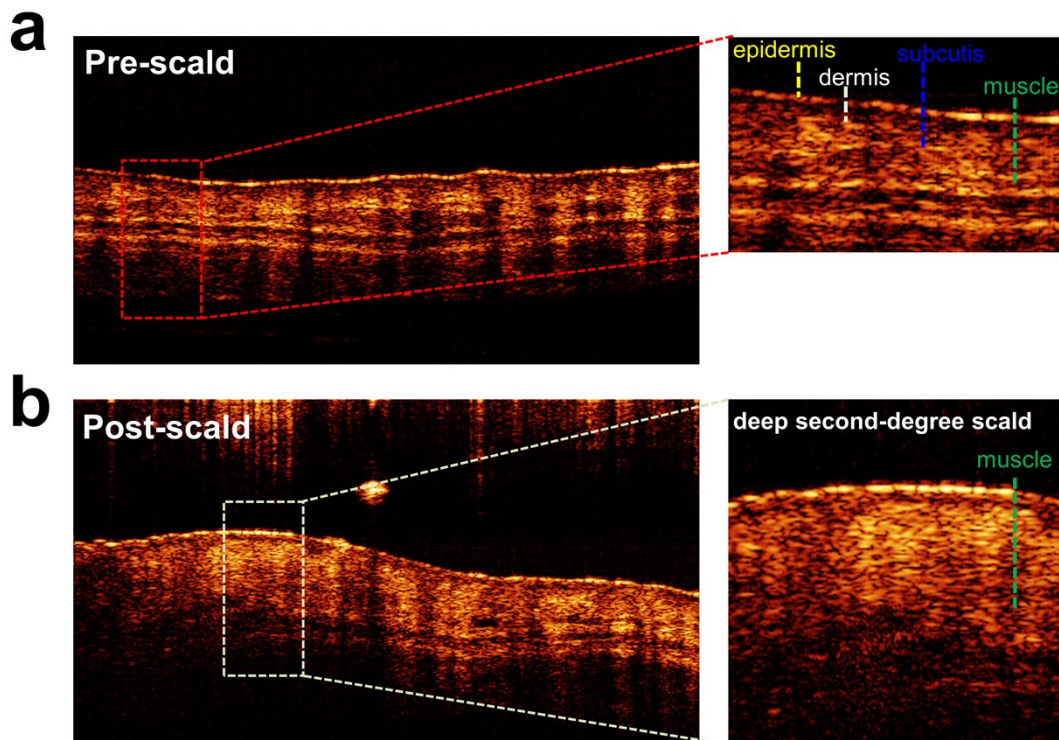 a
Pre-scald
epidermis
subcutis
dermis
muscle
b
Post-scald
deep second-degree scald
muscle